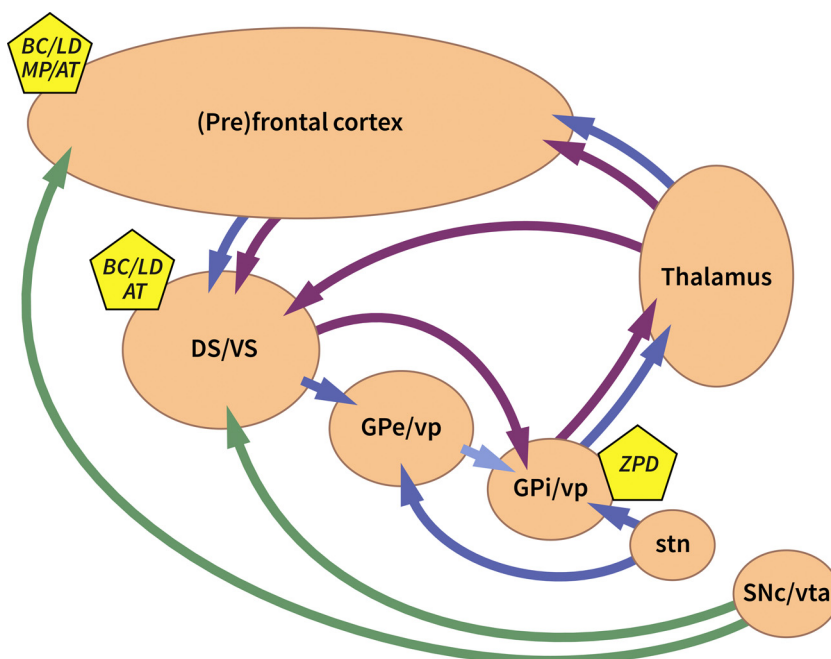 BC/LD
MP/AT
(Pre)frontal cortex
BC/LD
AT
Thalamus
DS/VS
GPe/vp
ZPD
GPi/vp
stn
SNc/vta